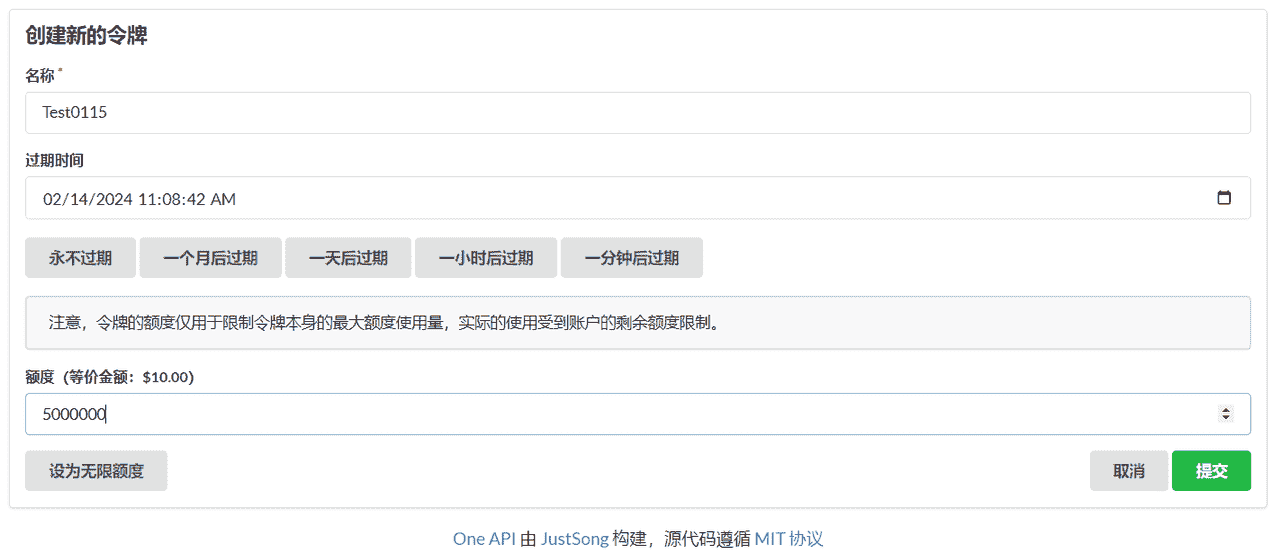 创建新的令牌
名称*
Test0115
过期时间
02/14/2024 11:08:42 AM
永不过期 一个月后过期 一天后过期 一小时后过期 一分钟后过期
注意，令牌的额度仅用于限制令牌本身的最大额度使用量，实际的使用受到账户的剩余额度限制。
额度（等价金额：$10.00）
5000000
设为无限额度 取消 提交
One API 由 JustSong 构建，源代码遵循 MIT 协议